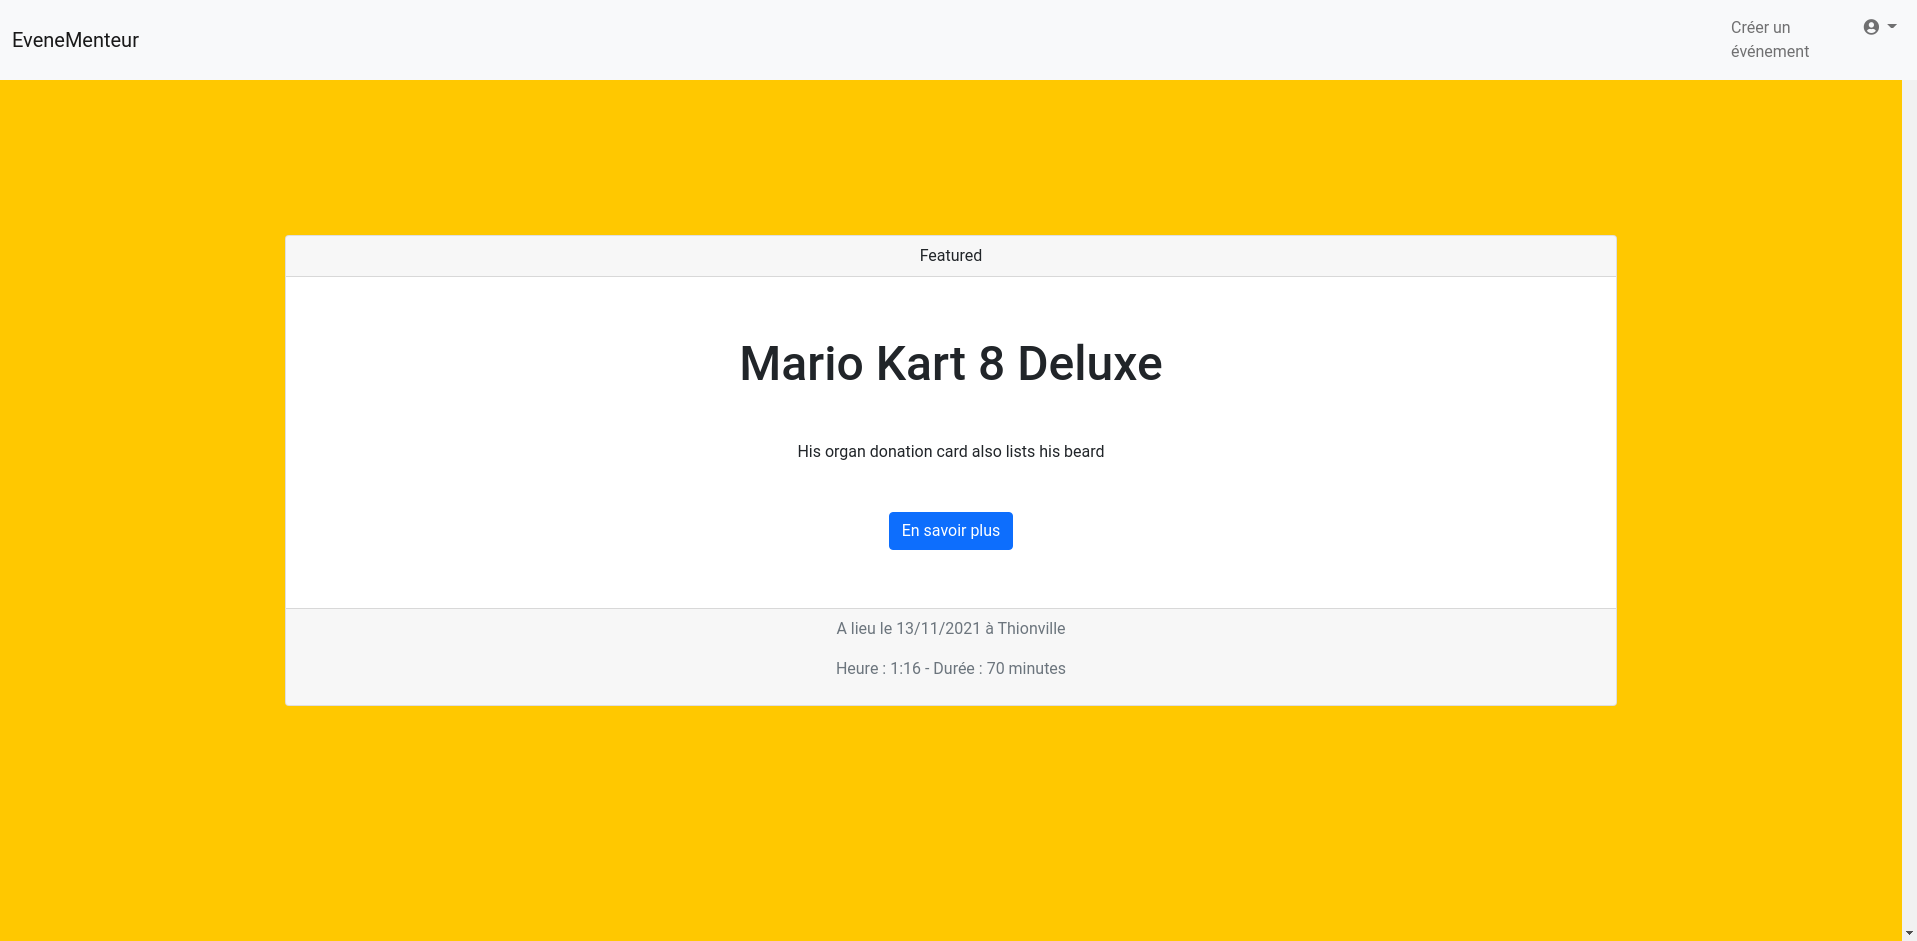 EveneMenteur
Créer un
événement
Featured
Mario Kart 8 Deluxe
His organ donation card also lists his beard
En savoir plus
A lieu le 13/11/2021 à Thionville
Heure : 1:16 - Durée : 70 minutes